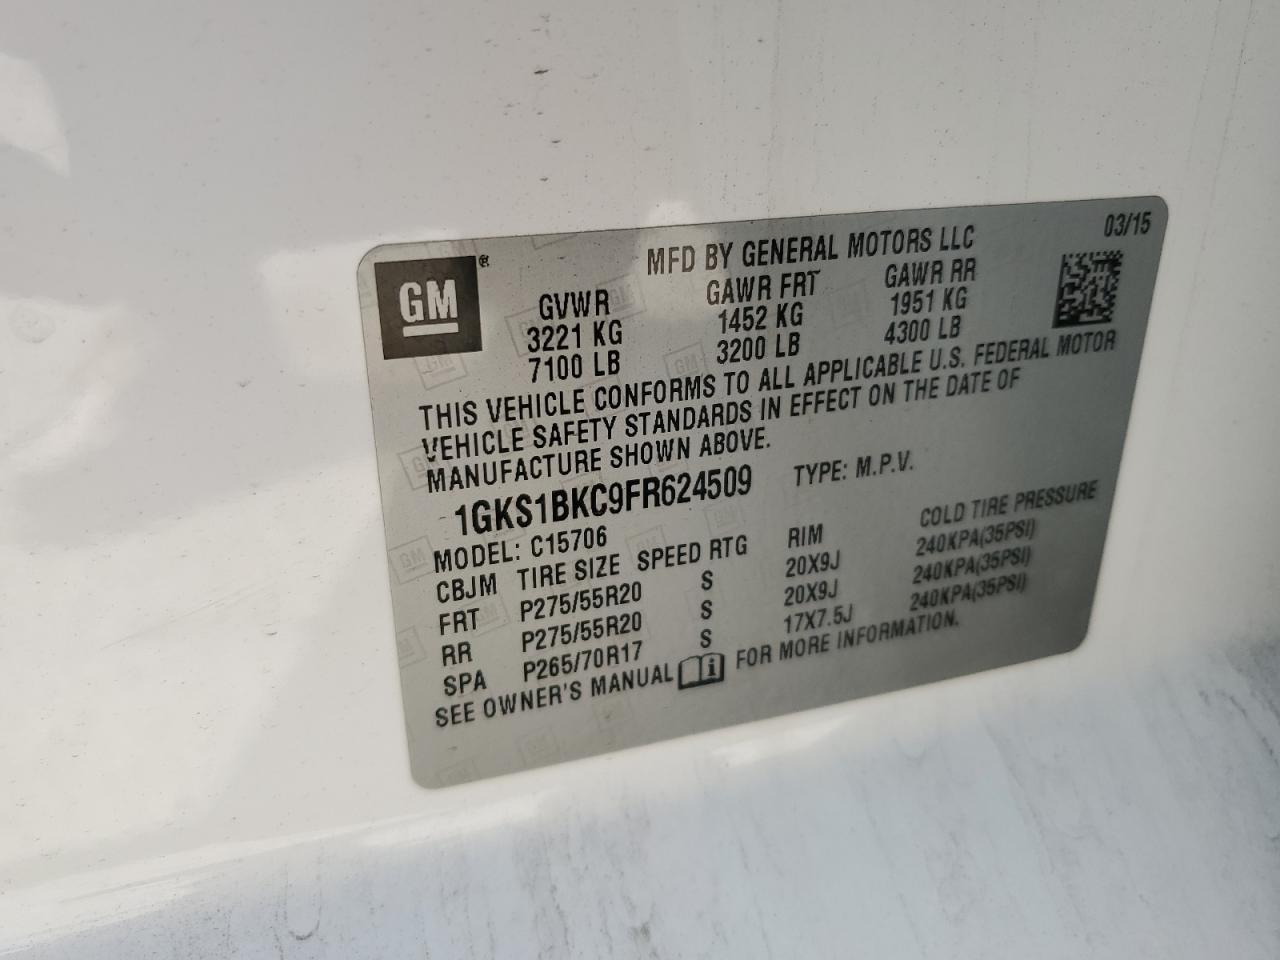 GM ®
MFD BY GENERAL MOTORS LLC 03/15
GVWR GAWR FRT GAWR RR
3221 KG 1452 KG 1951 KG
7100 LB 3200 LB 4300 LB
THIS VEHICLE CONFORMS TO ALL APPLICABLE U.S. FEDERAL MOTOR
VEHICLE SAFETY STANDARDS IN EFFECT ON THE DATE OF
MANUFACTURE SHOWN ABOVE.
1GKS1BKC9FR624509 TYPE: M.P.V.
MODEL: C15706
CBJM TIRE SIZE SPEED RTG RIM COLD TIRE PRESSURE
FRT P275/55R20 S 20X9J 240KPA(35PSI)
RR P275/55R20 S 20X9J 240KPA(35PSI)
SPA P265/70R17 S 17X7.5J 240KPA(35PSI)
SEE OWNER'S MANUAL i FOR MORE INFORMATION.